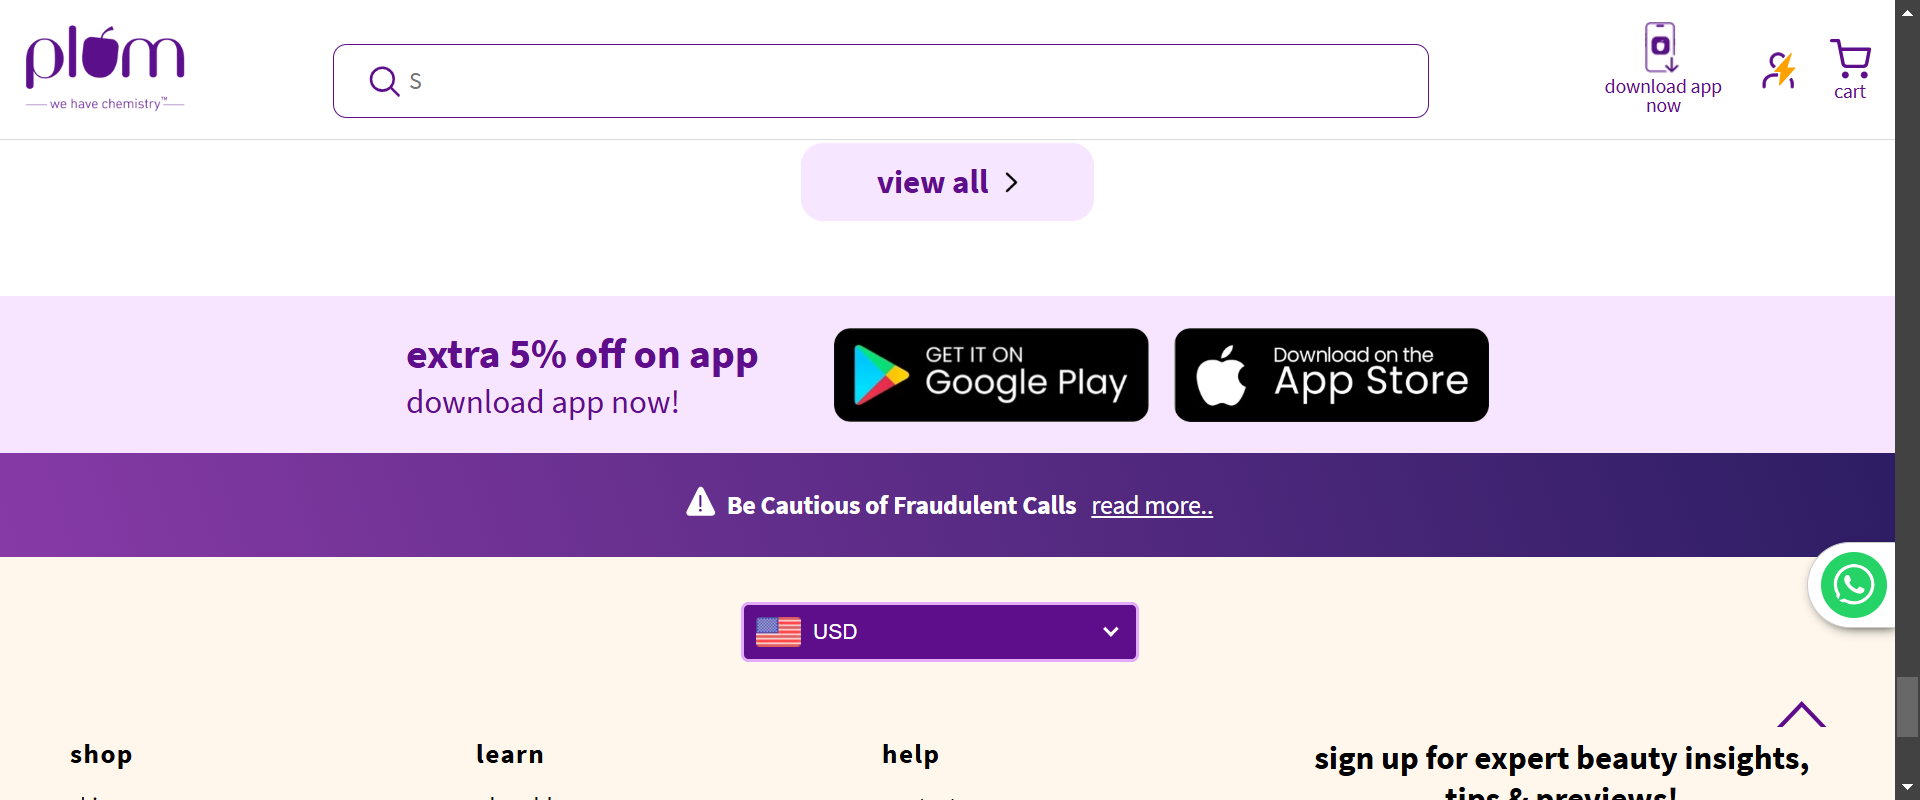 plum
we have chemistry™
S
download app
now
cart
view all
extra 5% off on app
download app now!
GET IT ON
Google Play
Download on the
App Store
Be Cautious of Fraudulent Calls read more..
USD
shop
learn
help
sign up for expert beauty insights,
tips & previews!